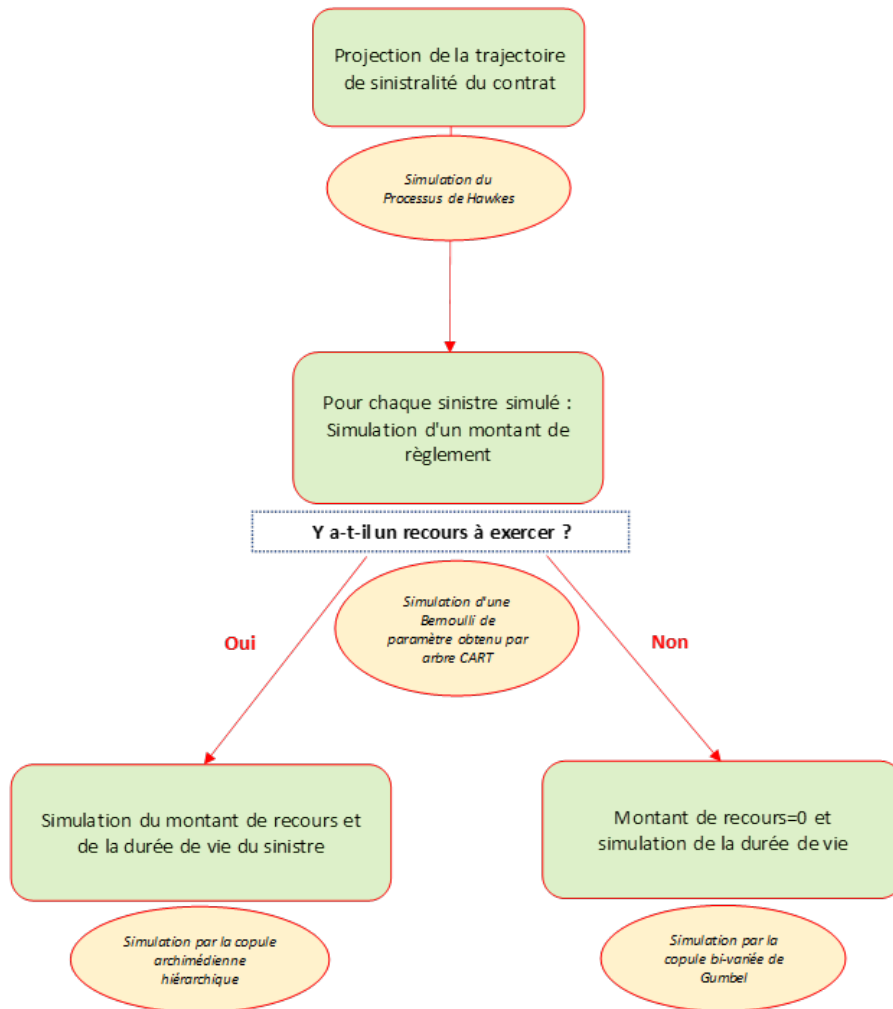 Projection de la trajectoire
de sinistralité du contrat
Simulation du
Processus de Hawkes
Pour chaque sinistre simulé :
Simulation d'un montant de
règlement
Y a-t-il un recours à exercer ?
Simulation d'une
Bernoulli de
paramètre obtenu par
arbre CART
Oui
Non
Simulation du montant de recours et
de la durée de vie du sinistre
Montant de recours=0 et
simulation de la durée de vie
Simulation par la copule
archimédienne
hiérarchique
Simulation par la
copule bi-variée de
Gumbel